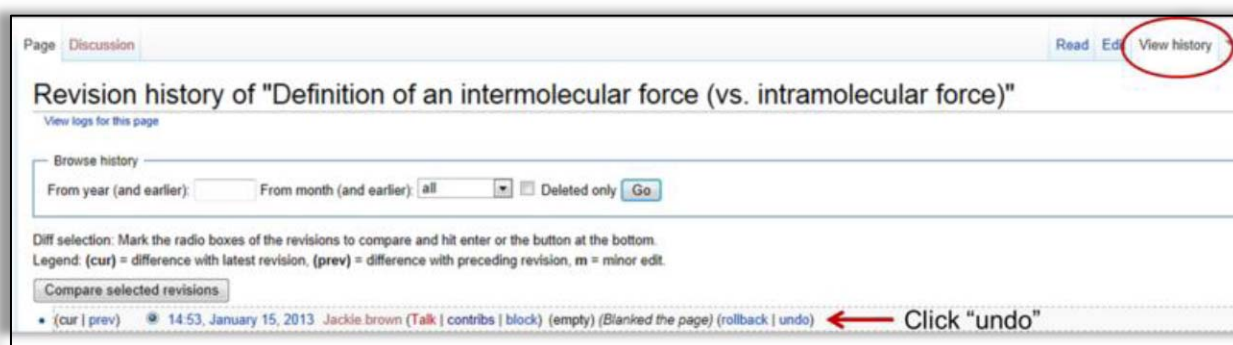 Page Discussion Read Edit View history
Revision history of "Definition of an intermolecular force (vs. intramolecular force)"
View logs for this page
Browse history
From year (and earlier): From month (and earlier): all Deleted only Go
Diff selection: Mark the radio boxes of the revisions to compare and hit enter or the button at the bottom.
Legend: (cur) = difference with latest revision, (prev) = difference with preceding revision, m = minor edit.
Compare selected revisions
• (cur | prev) 14:53, January 15, 2013 Jackie.brown (Talk | contribs | block) (empty) (Blanked the page) (rollback | undo) Click “undo”